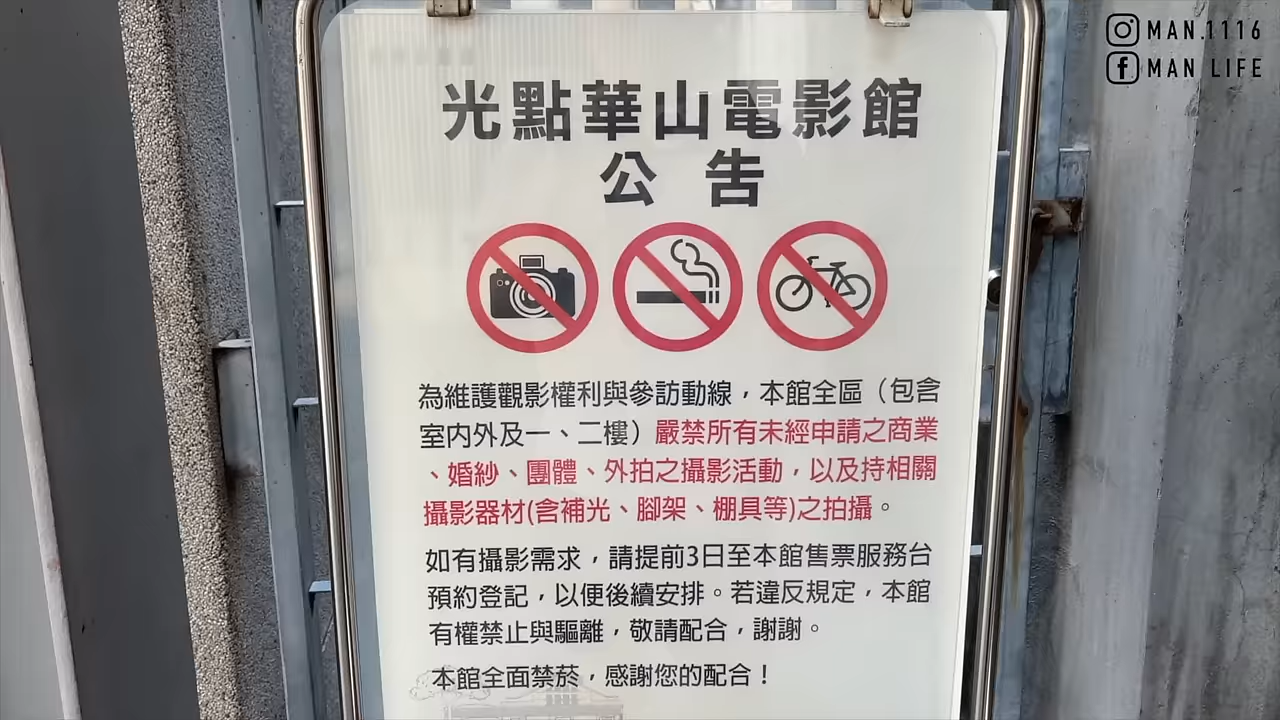 MAN.1116
MAN LIFE
光點華山電影館
公告
為維護觀影權利與參訪動線，本館全區（包含
室內外及一、二樓）嚴禁所有未經申請之商業
、婚紗、團體、外拍之攝影活動，以及持相關
攝影器材(含補光、腳架、棚具等)之拍攝。
如有攝影需求，請提前3日至本館售票服務台
預約登記，以便後續安排。若違反規定，本館
有權禁止與驅離，敬請配合，謝謝。
本館全面禁菸，感謝您的配合！